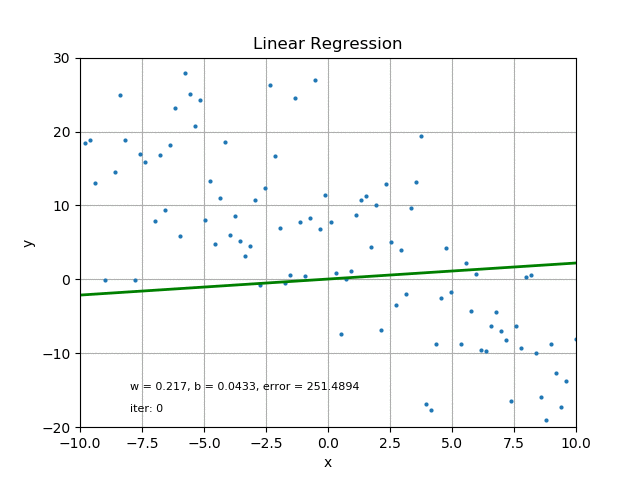 Linear Regression
30
20
10
0
−10
−20
y
w = 0.217, b = 0.0433, error = 251.4894
iter: 0
−10.0 −7.5 −5.0 −2.5 0.0 2.5 5.0 7.5 10.0
x